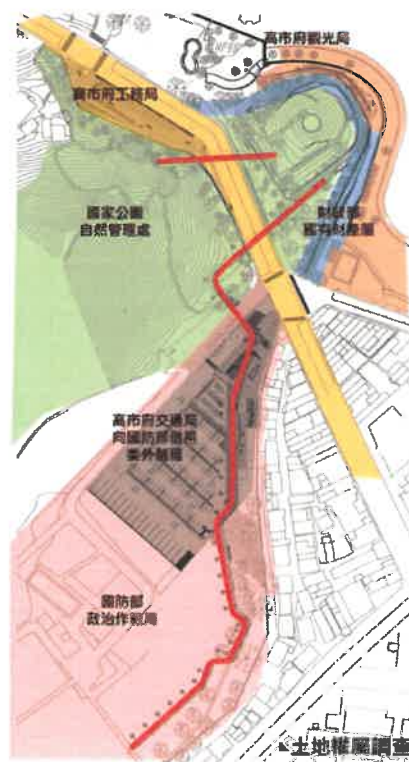 高市府觀光局
高市府工務局
國家公園
自然管理處
財政部
國有財產署
高市府交通局
向國防部借用
委外經營
國防部
政治作戰局
土地權屬調查